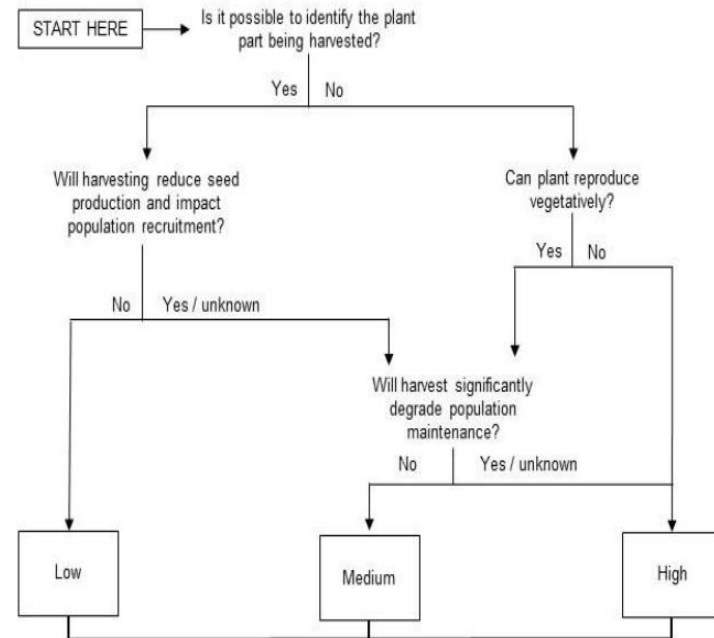 START HERE
Is it possible to identify the plant
part being harvested?
Yes
No
Will harvesting reduce seed
production and impact
population recruitment?
Can plant reproduce
vegetatively?
Yes
No
No
Yes / unknown
Will harvest significantly
degrade population
maintenance?
No
Yes / unknown
Low
Medium
High